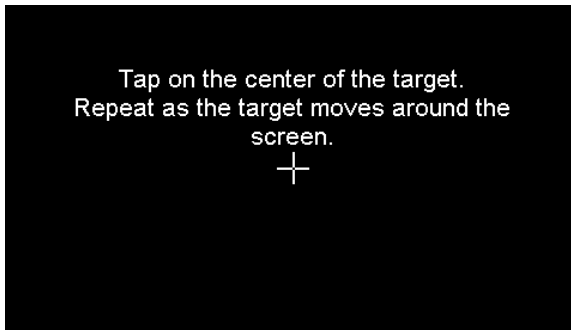 Tap on the center of the target.
Repeat as the target moves around the
screen.